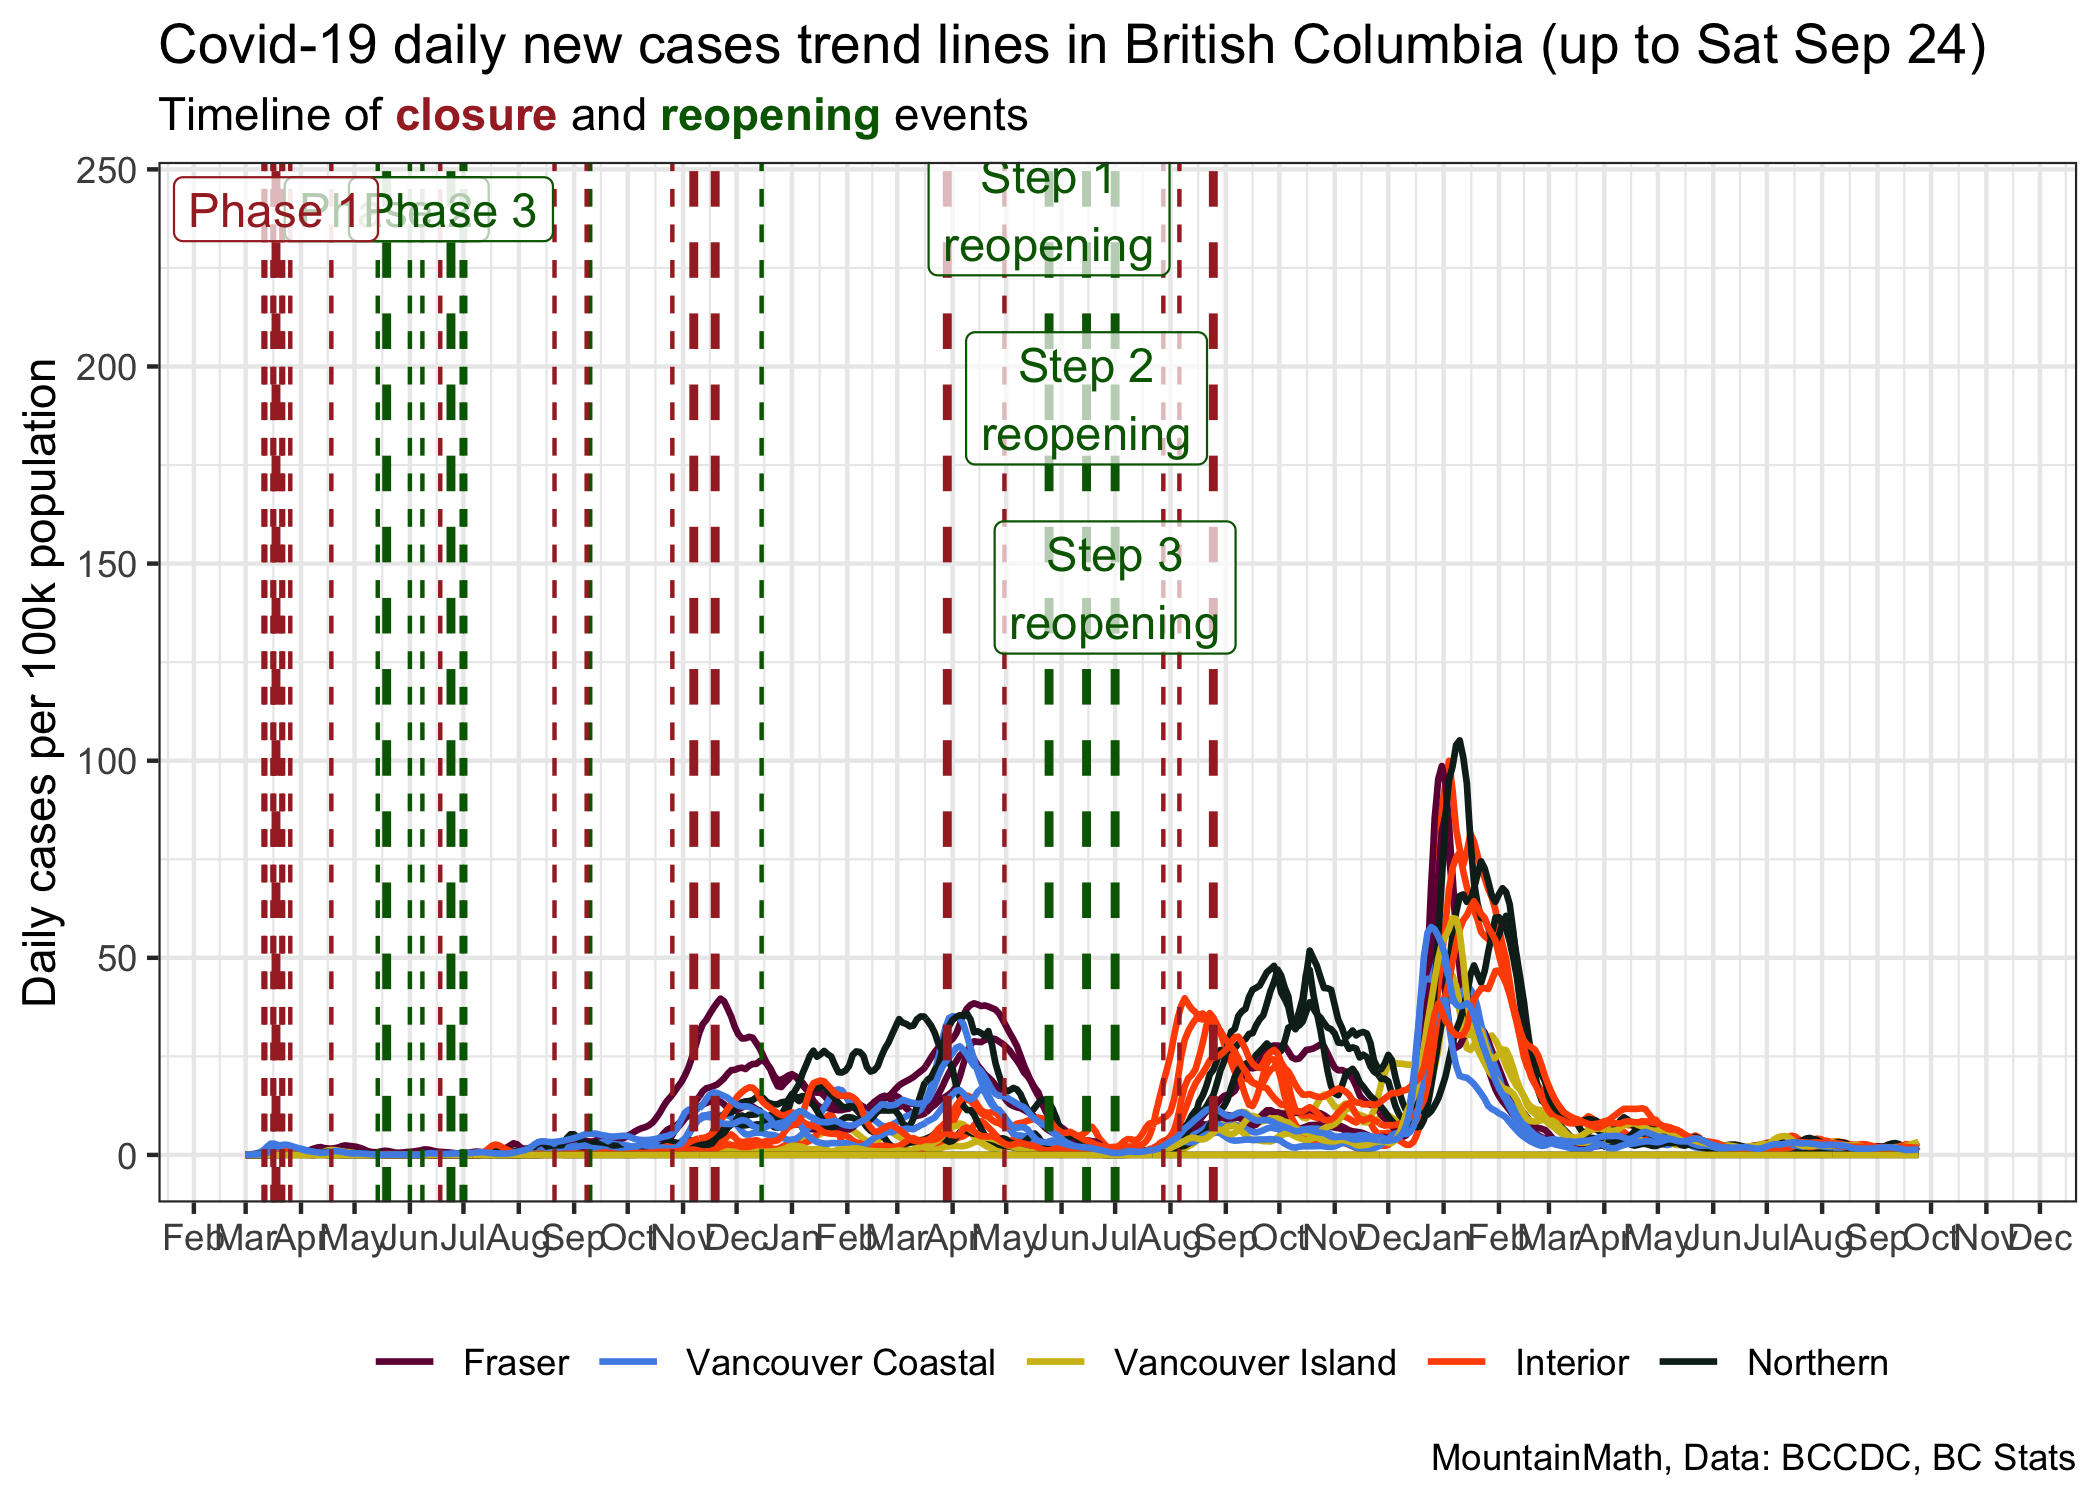 Covid-19 daily new cases trend lines in British Columbia (up to Sat Sep 24)
Timeline of closure and reopening events
Daily cases per 100k population
250
200
150
100
50
0
Phase 1
Phase 2
Phase 3
Step 1
reopening
Step 2
reopening
Step 3
reopening
Feb Mar Apr May Jun Jul Aug Sep Oct Nov Dec Jan Feb Mar Apr May Jun Jul Aug Sep Oct Nov Dec Jan Feb Mar Apr May Jun Jul Aug Sep Oct Nov Dec
Fraser Vancouver Coastal Vancouver Island Interior Northern
MountainMath, Data: BCCDC, BC Stats